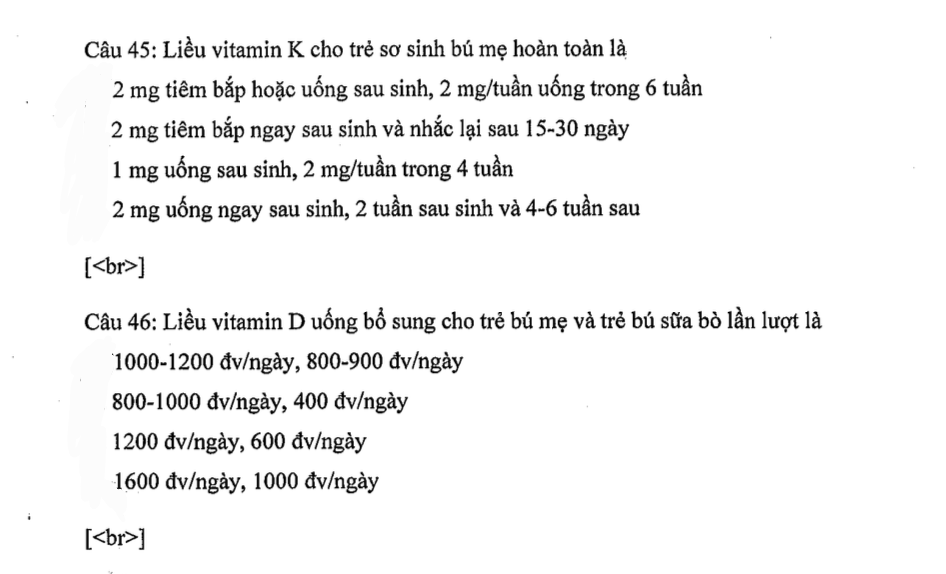 Câu 45: Liều vitamin K cho trẻ sơ sinh bú mẹ hoàn toàn là
2 mg tiêm bắp hoặc uống sau sinh, 2 mg/tuần uống trong 6 tuần
2 mg tiêm bắp ngay sau sinh và nhắc lại sau 15-30 ngày
1 mg uống sau sinh, 2 mg/tuần trong 4 tuần
2 mg uống ngay sau sinh, 2 tuần sau sinh và 4-6 tuần sau
[<br>]
Câu 46: Liều vitamin D uống bổ sung cho trẻ bú mẹ và trẻ bú sữa bò lần lượt là
1000-1200 đv/ngày, 800-900 đv/ngày
800-1000 đv/ngày, 400 đv/ngày
1200 đv/ngày, 600 đv/ngày
1600 đv/ngày, 1000 đv/ngày
[<br>]